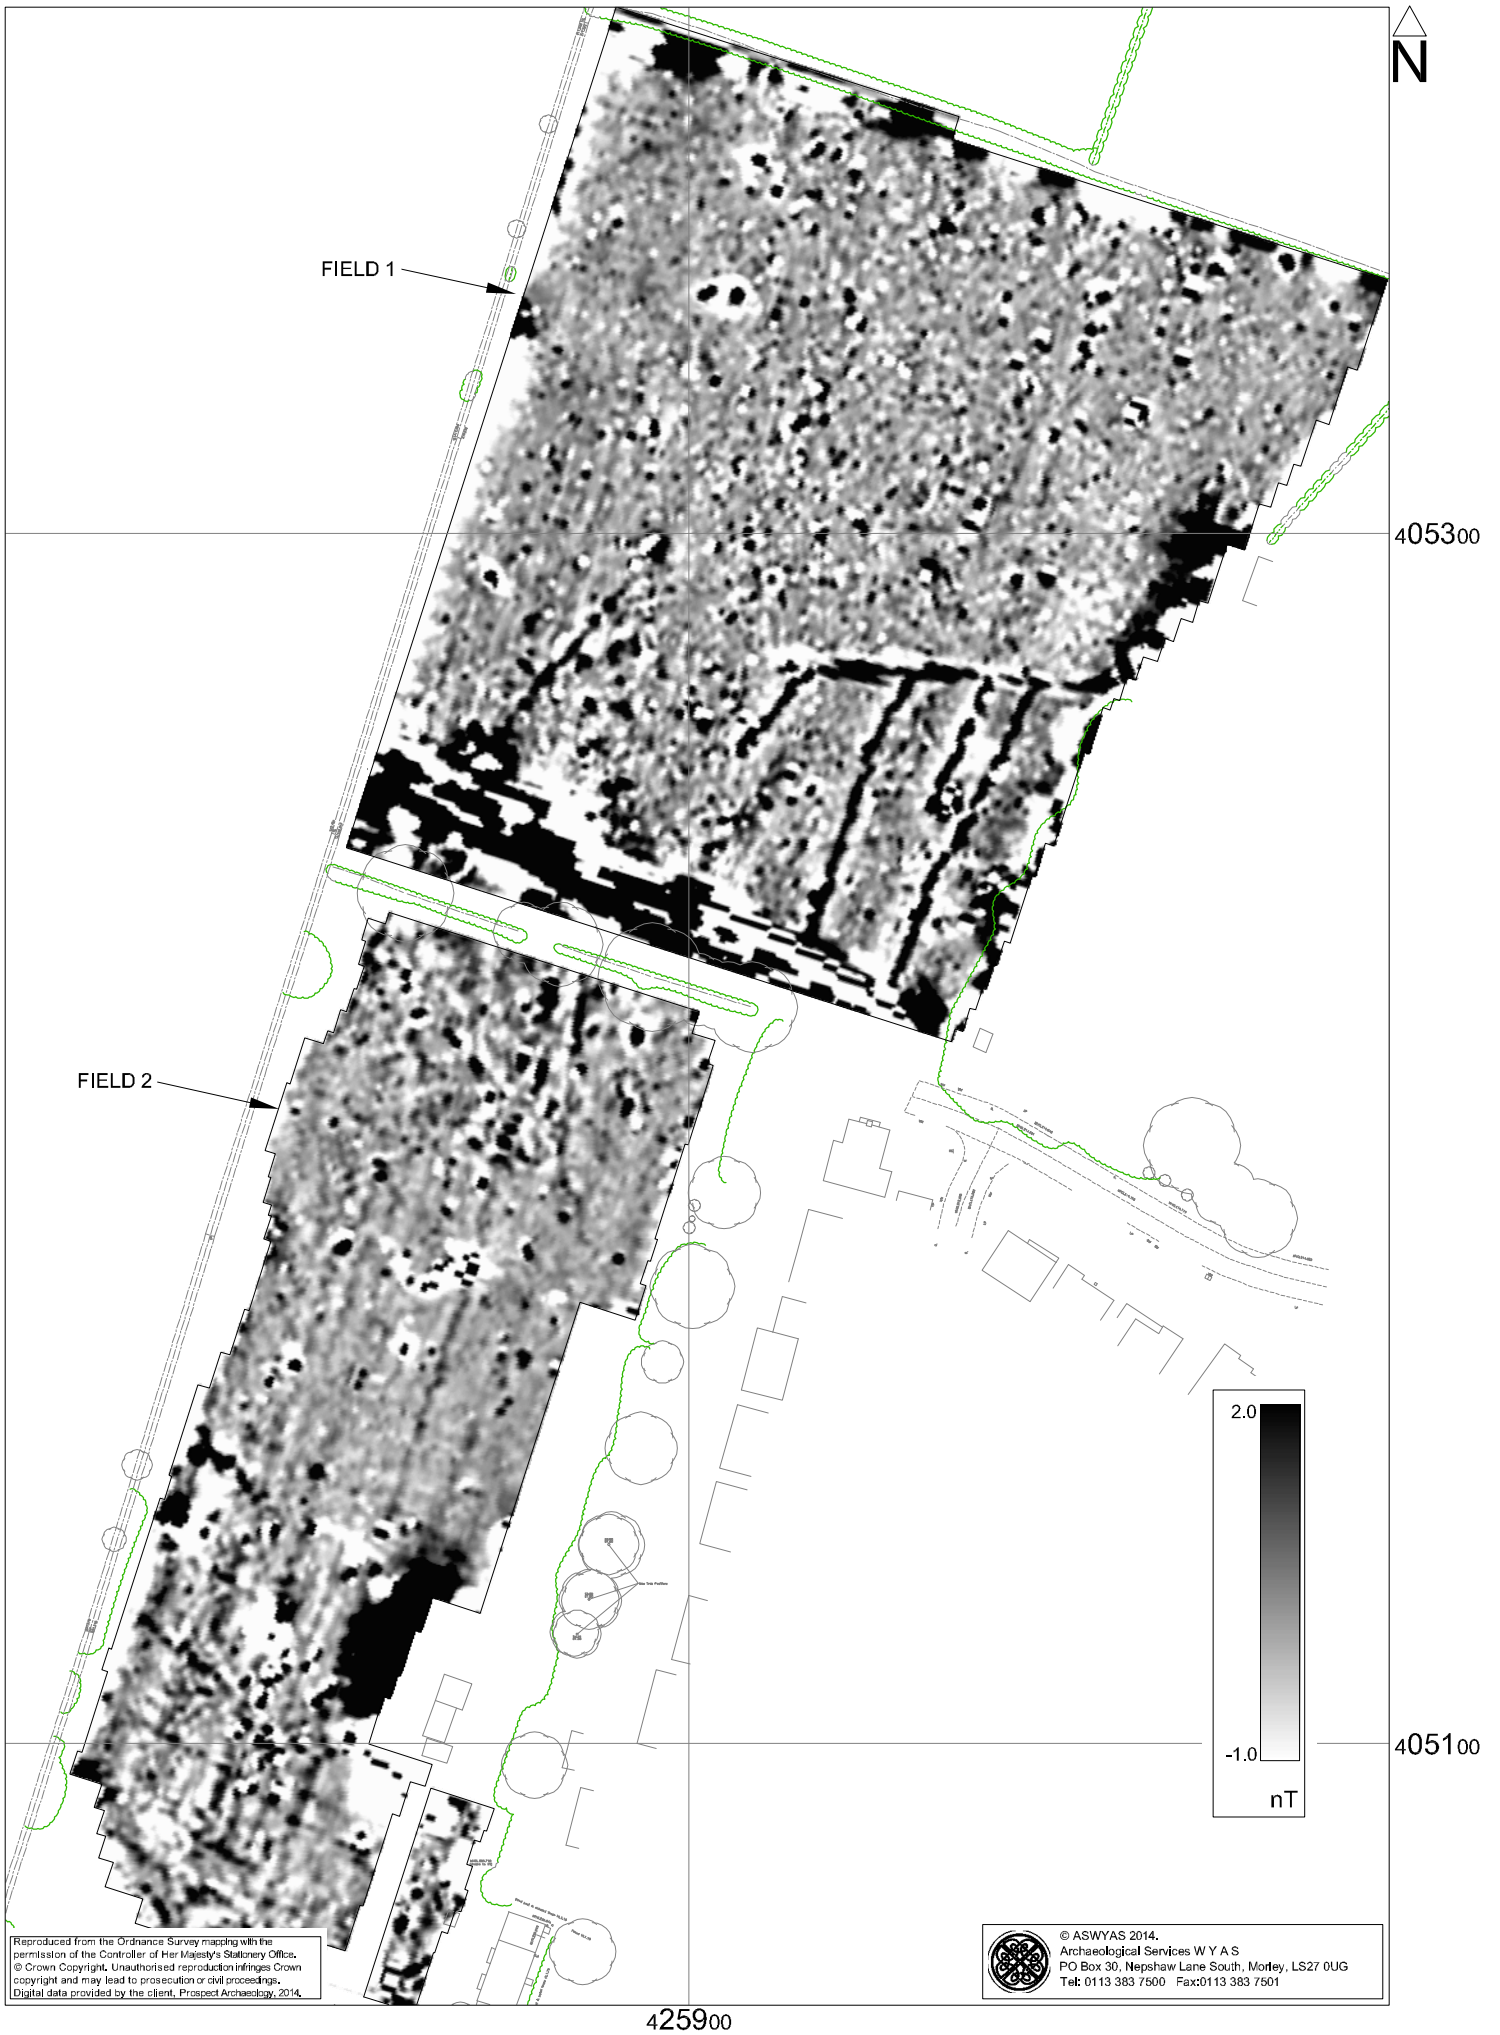 N
FIELD 1
405300
FIELD 2
2.0
-1.0
nT
405100
Reproduced from the Ordnance Survey mapping with the
permission of the Controller of Her Majesty's Stationery Office.
© Crown Copyright. Unauthorised reproduction infringes Crown
copyright and may lead to prosecution or civil proceedings.
Digital data provided by the client, Prospect Archaeology, 2014.
© ASWYAS 2014.
Archaeological Services W Y A S
PO Box 30, Nepshaw Lane South, Morley, LS27 0UG
Tel: 0113 383 7500 Fax:0113 383 7501
425900